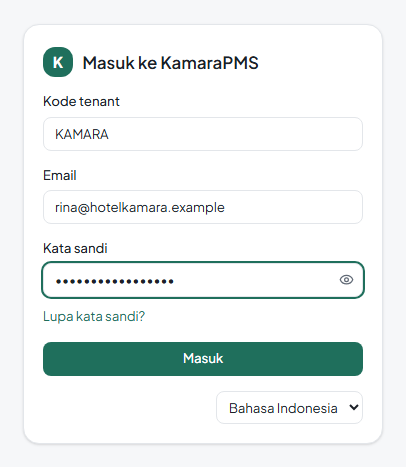 K Masuk ke KamaraPMS
Kode tenant
KAMARA
Email
rina@hotelkamara.example
Kata sandi
•••••••••••••••••
Lupa kata sandi?
Masuk
Bahasa Indonesia